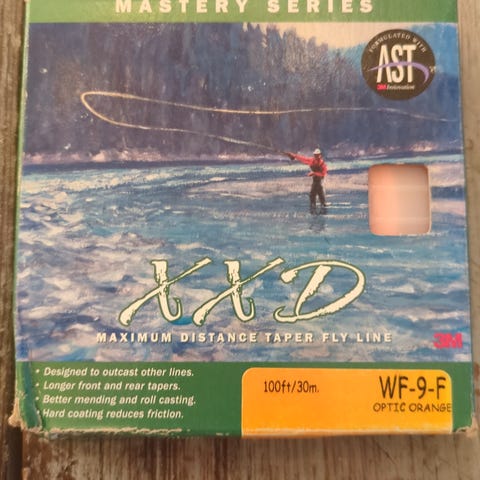 MASTERY SERIES
FORMULATED WITH
AST
3M Innovation
XXD
MAXIMUM DISTANCE TAPER FLY LINE
3M
• Designed to outcast other lines.
• Longer front and rear tapers.
• Better mending and roll casting.
• Hard coating reduces friction.
100ft/30m.
WF-9-F
OPTIC ORANGE